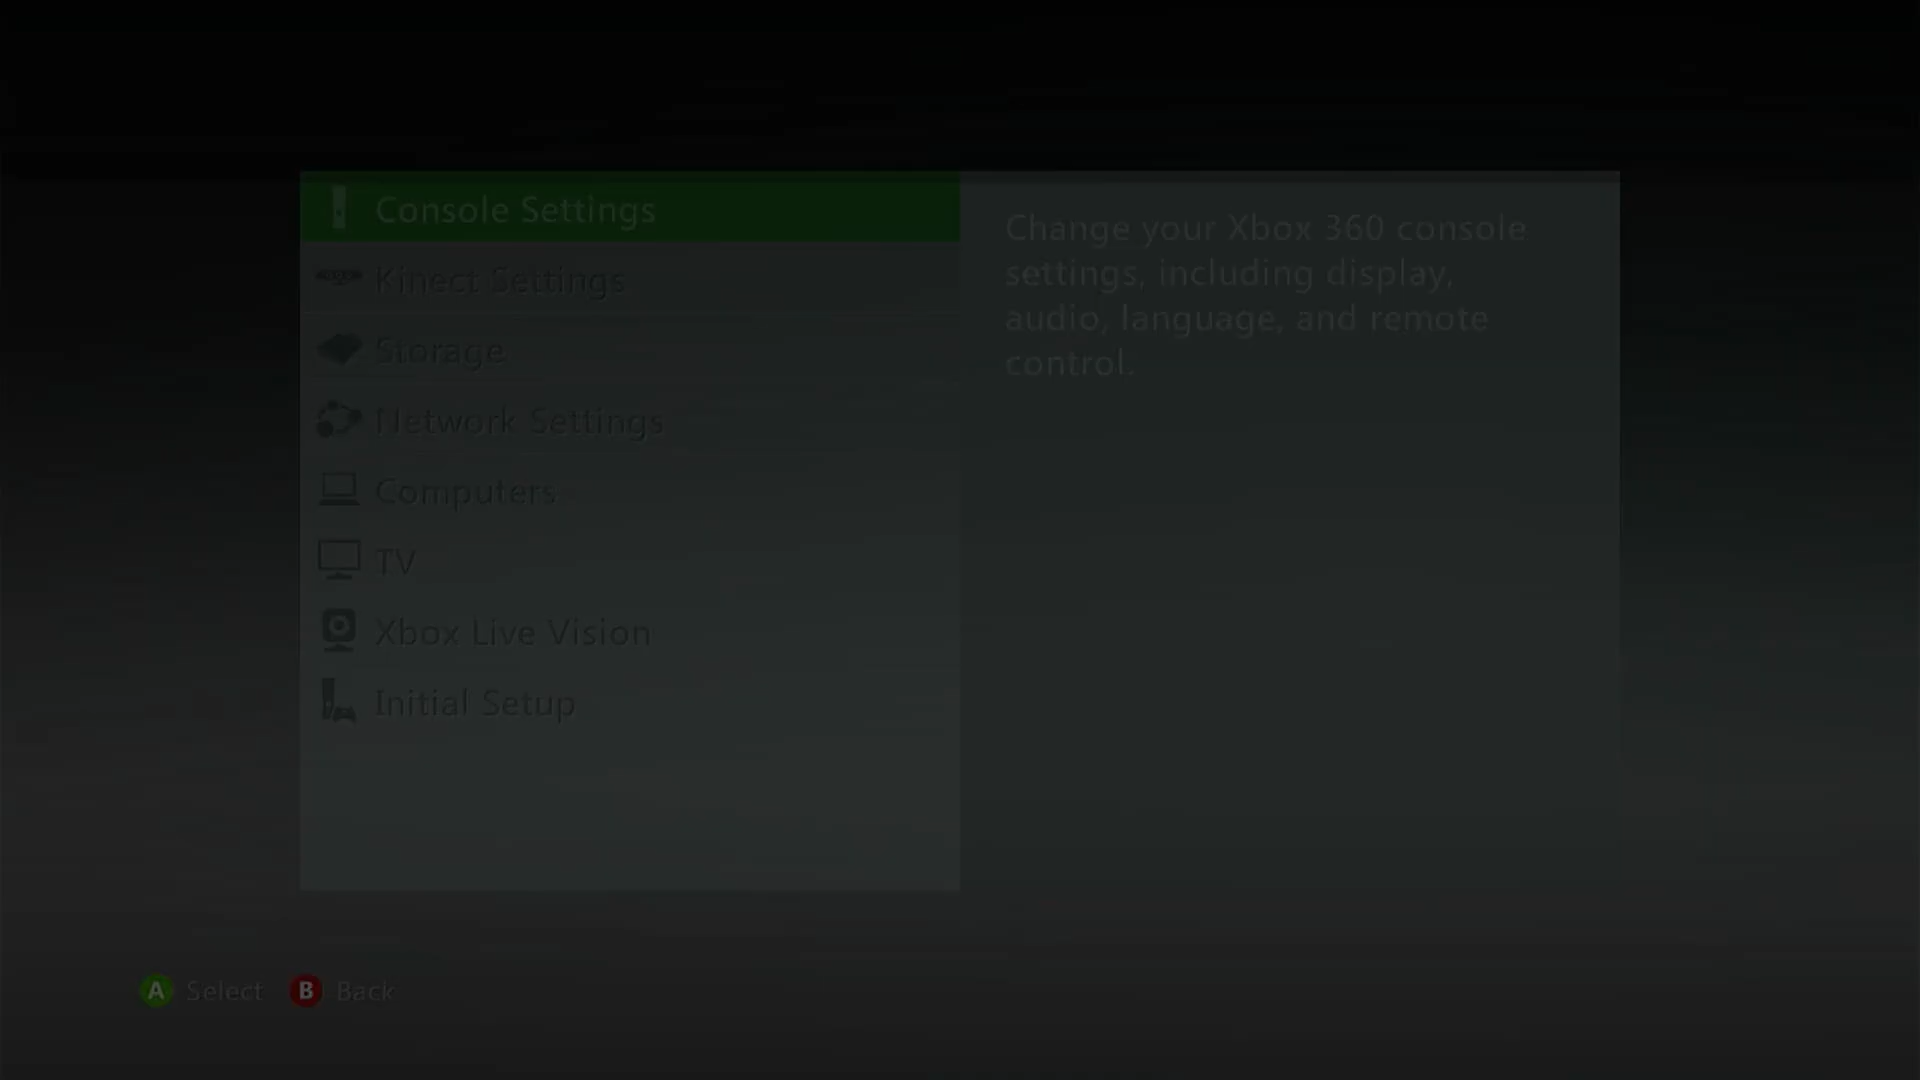 Console Settings
Kinect Settings
Storage
Network Settings
Computers
TV
Xbox Live Vision
Initial Setup
Change your Xbox 360 console
settings, including display,
audio, language, and remote
control.
A Select B Back